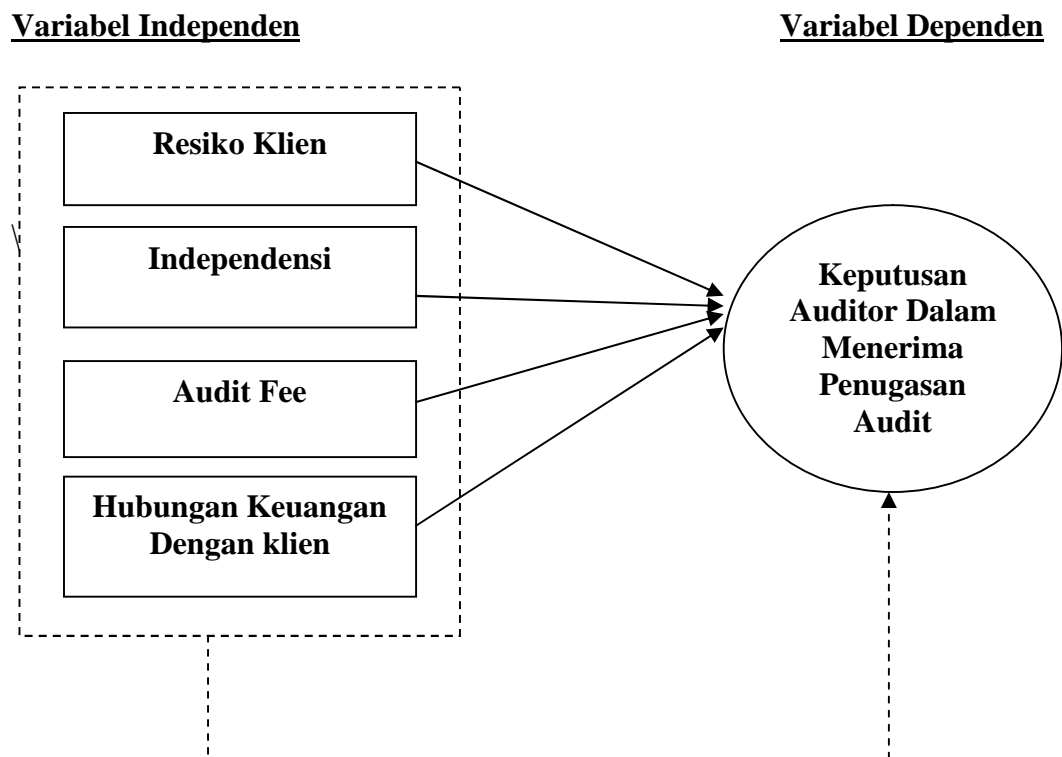 Variabel Independen
Variabel Dependen
Resiko Klien
Independensi
Audit Fee
Hubungan Keuangan
Dengan klien
Keputusan
Auditor Dalam
Menerima
Penugasan
Audit